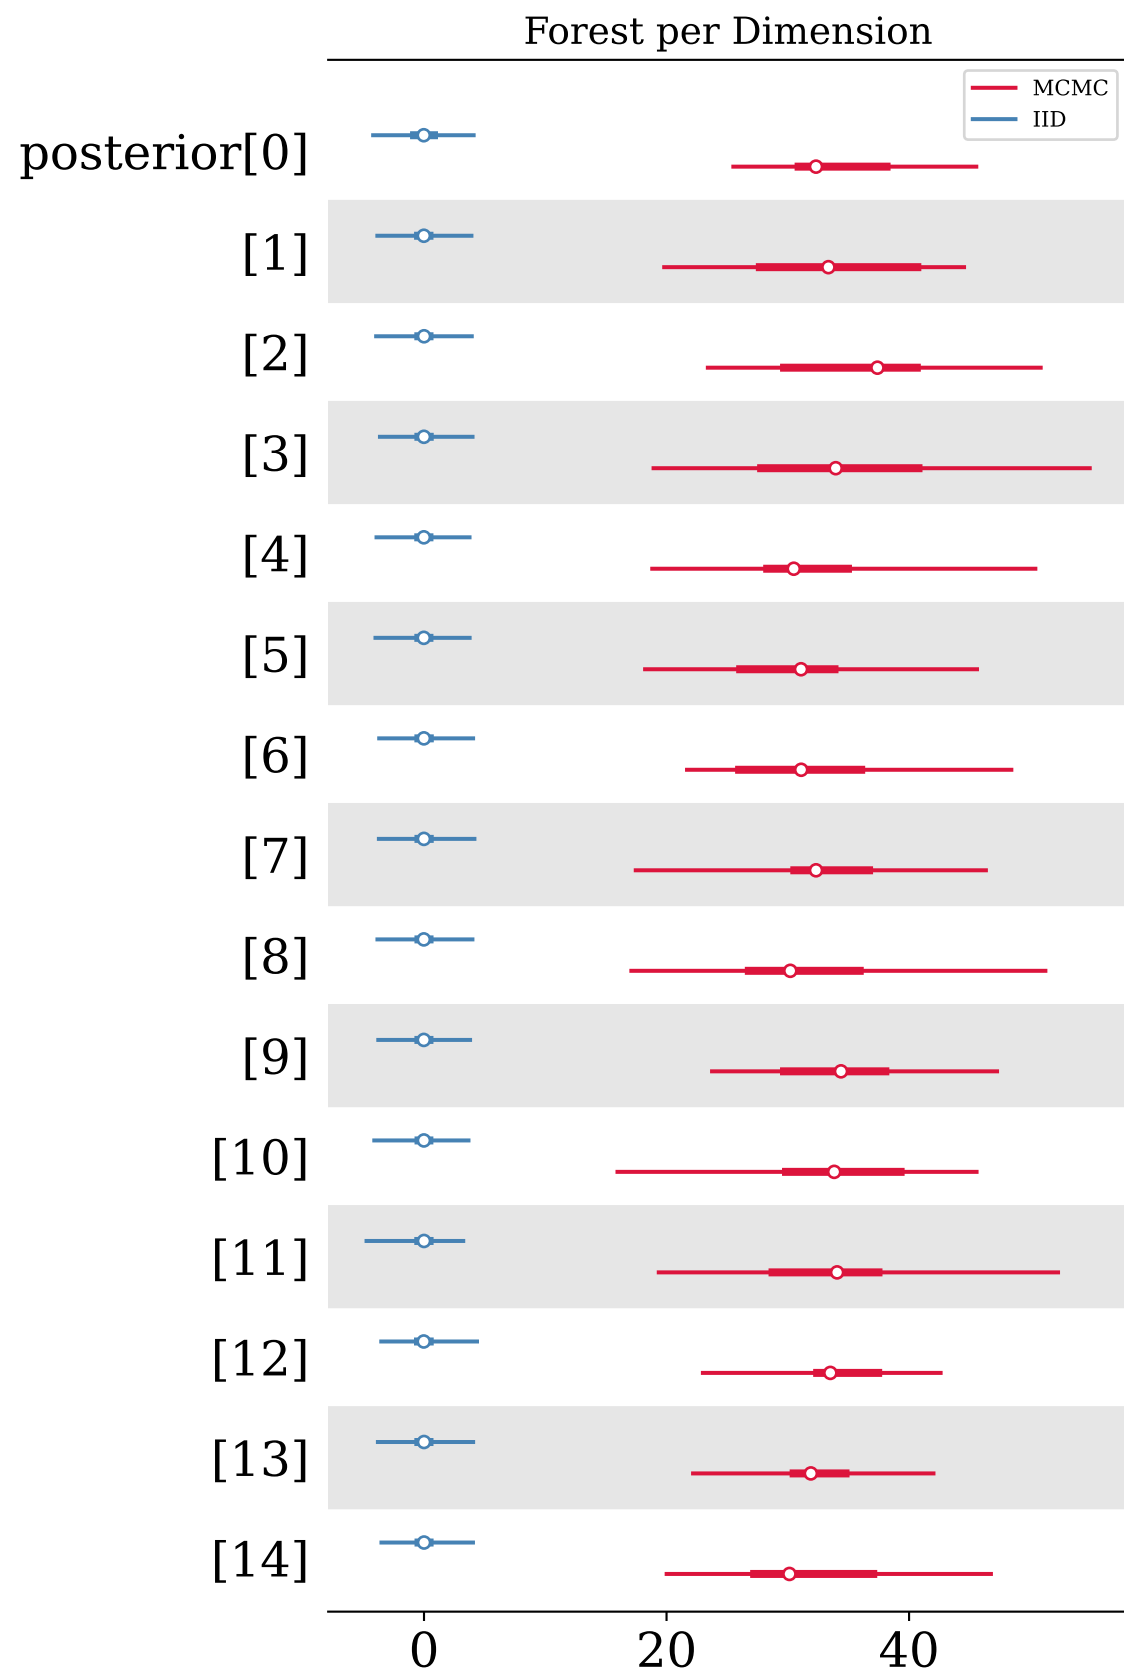 Forest per Dimension
MCMC
IID
posterior[0]
[1]
[2]
[3]
[4]
[5]
[6]
[7]
[8]
[9]
[10]
[11]
[12]
[13]
[14]
0 20 40